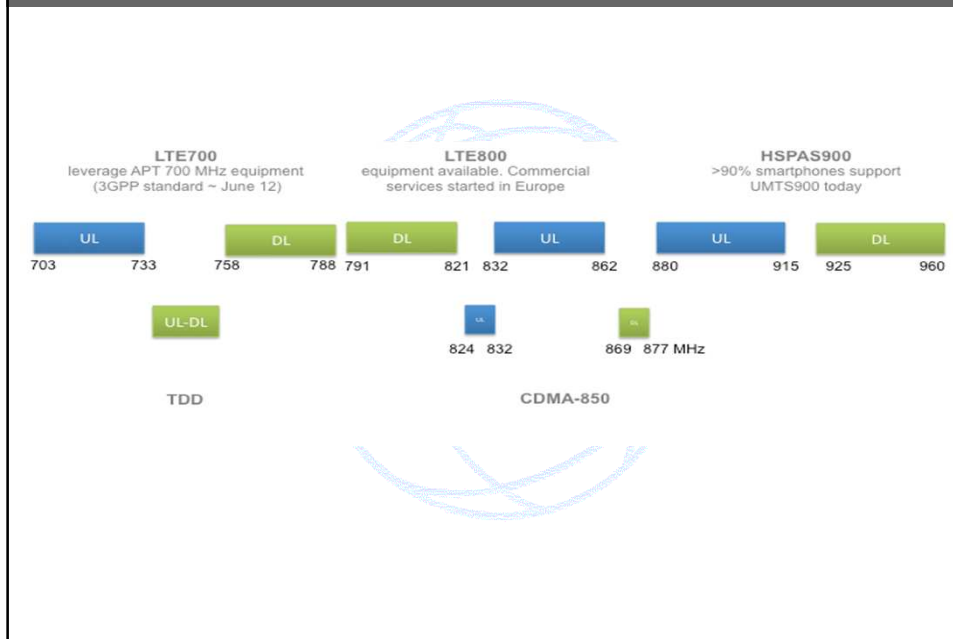 LTE700
leverage APT 700 MHz equipment
(3GPP standard ~ June 12)
LTE800
equipment available. Commercial
services started in Europe
HSPAS900
>90% smartphones support
UMTS900 today
UL
DL
DL
UL
UL
DL
703 733 758 788 791 821 832 862 880 915 925 960
UL-DL
UL
DL
824 832 869 877 MHz
TDD
CDMA-850